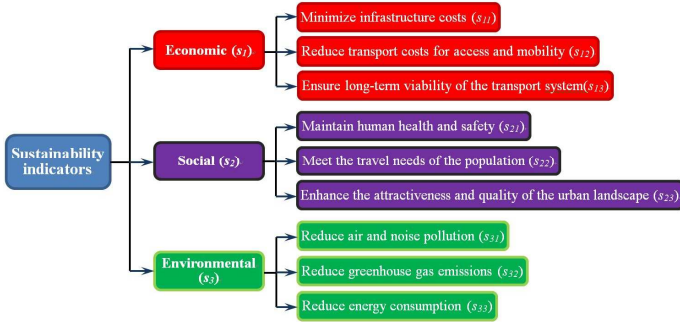 Sustainability
indicators
Economic (s1)
Minimize infrastructure costs (s11)
Reduce transport costs for access and mobility (s12)
Ensure long-term viability of the transport system(s13)
Social (s2)
Maintain human health and safety (s21)
Meet the travel needs of the population (s22)
Enhance the attractiveness and quality of the urban landscape (s23)
Environmental
(s3)
Reduce air and noise pollution (s31)
Reduce greenhouse gas emissions (s32)
Reduce energy consumption (s33)